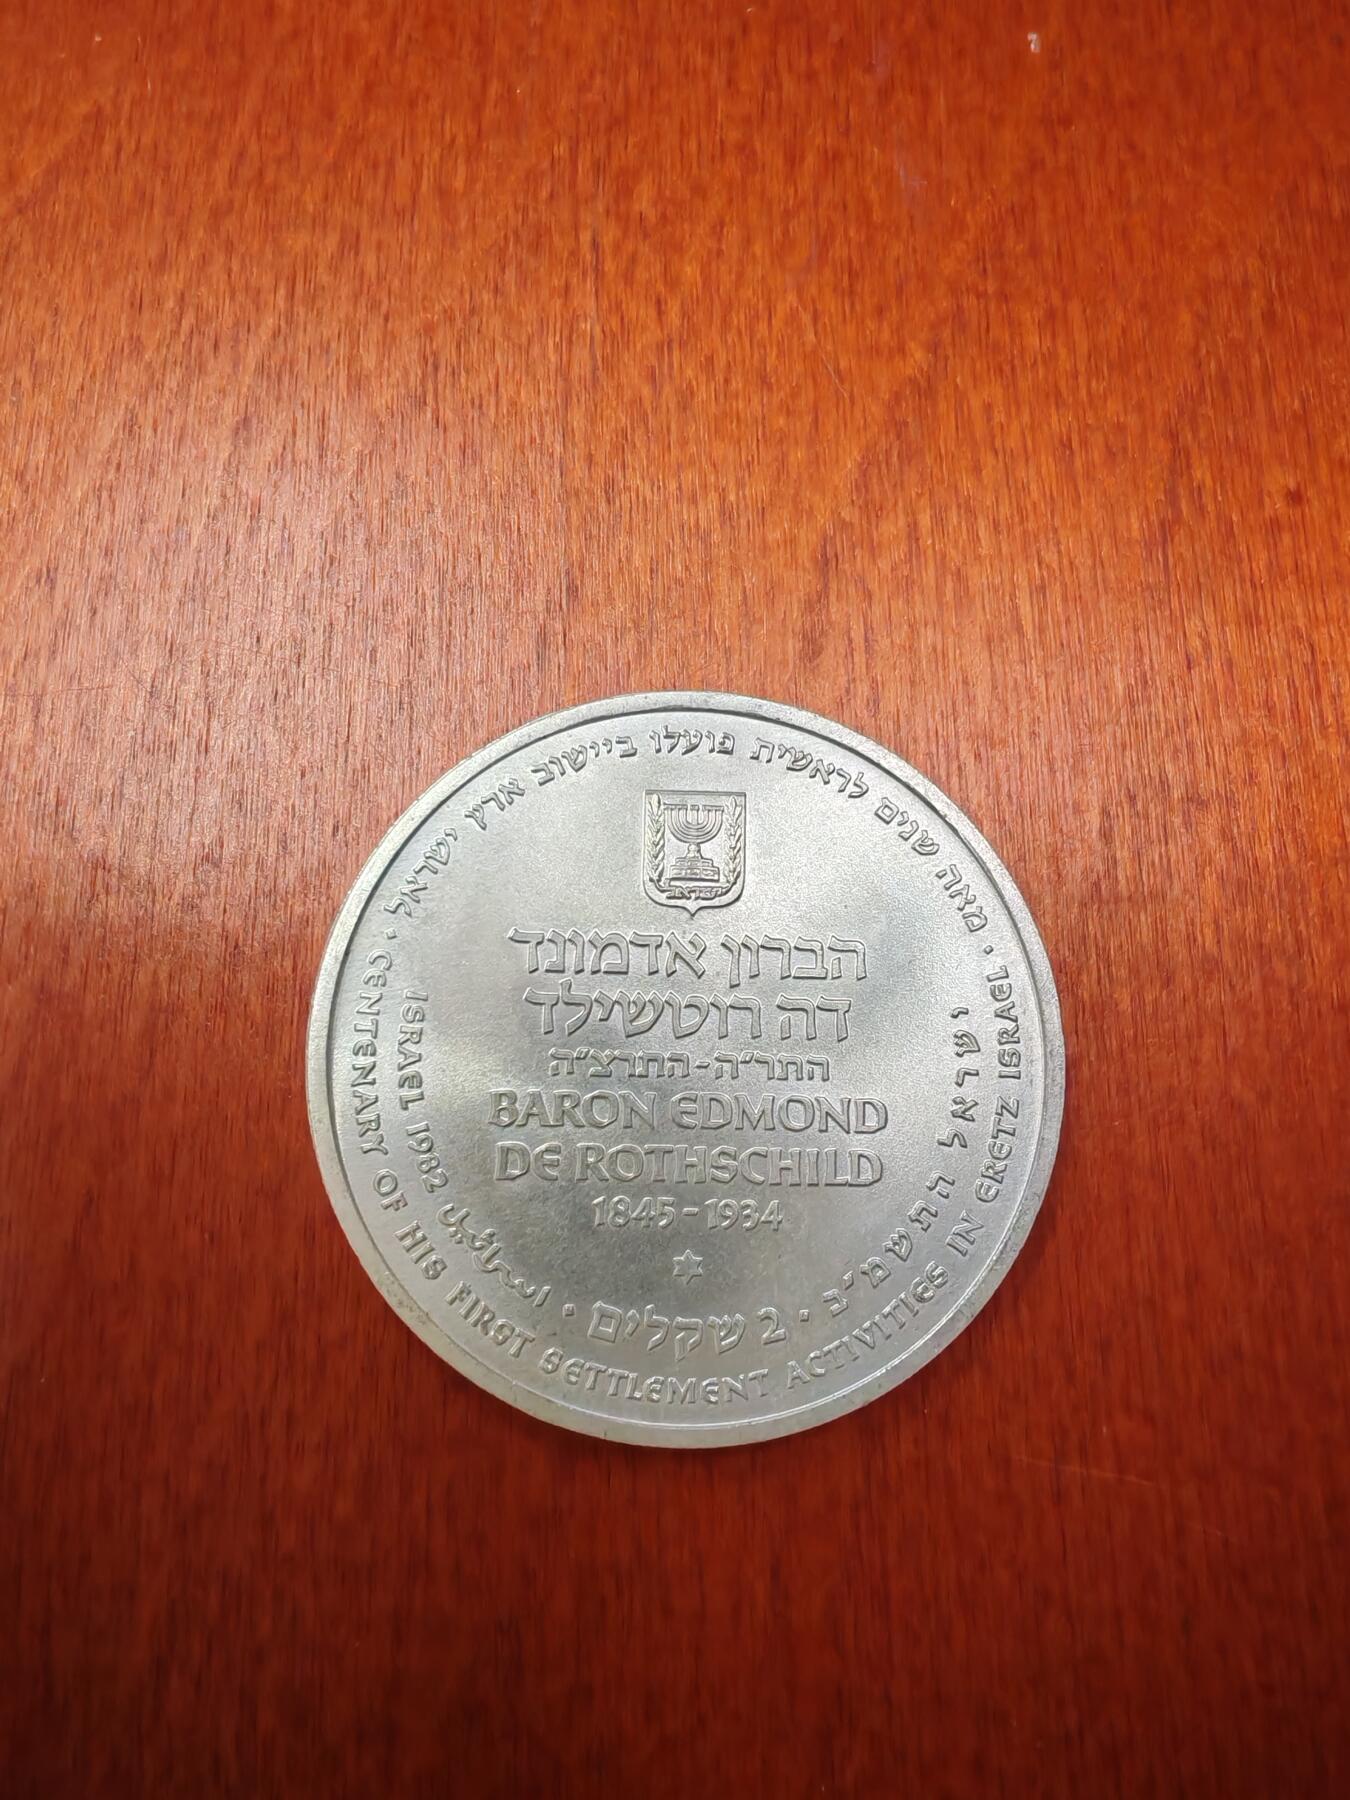 מאה שנים לראשית פועלו ביישוב ארץ ישראל
ישראל
הברון אדמונד
דה רוטשילד
התר״ה-התרצ״ה
BARON EDMOND
DE ROTHSCHILD
1845-1934
ISRAEL 1982
اسرائيل
2 שקלים
ישראל התשמ״ב
CENTENARY OF HIS FIRST SETTLEMENT ACTIVITIES IN ERETZ ISRAEL